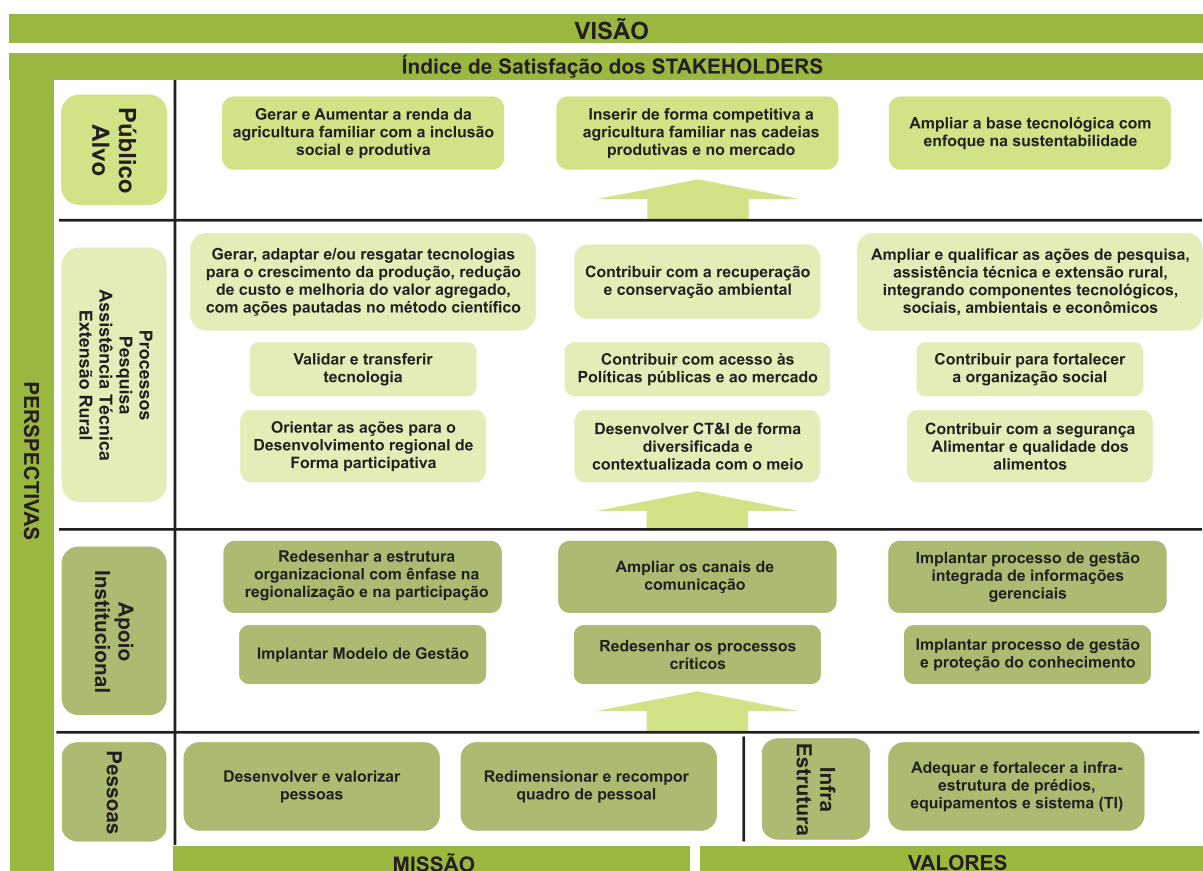 VISÃO
Índice de Satisfação dos STAKEHOLDERS
PERSPECTIVAS
Público
Alvo
Gerar e Aumentar a renda da
agricultura familiar com a inclusão
social e produtiva
Inserir de forma competitiva a
agricultura familiar nas cadeias
produtivas e no mercado
Ampliar a base tecnológica com
enfoque na sustentabilidade
Processos
Pesquisa
Assistência Técnica
Extensão Rural
Gerar, adaptar e/ou resgatar tecnologias
para o crescimento da produção, redução
de custo e melhoria do valor agregado,
com ações pautadas no método científico
Contribuir com a recuperação
e conservação ambiental
Ampliar e qualificar as ações de pesquisa,
assistência técnica e extensão rural,
integrando componentes tecnológicos,
sociais, ambientais e econômicos
Validar e transferir
tecnologia
Contribuir com acesso às
Políticas públicas e ao mercado
Contribuir para fortalecer
a organização social
Orientar as ações para o
Desenvolvimento regional de
Forma participativa
Desenvolver CT&I de forma
diversificada e
contextualizada com o meio
Contribuir com a segurança
Alimentar e qualidade dos
alimentos
Apoio
Institucional
Redesenhar a estrutura
organizacional com ênfase na
regionalização e na participação
Ampliar os canais de
comunicação
Implantar processo de gestão
integrada de informações
gerenciais
Implantar Modelo de Gestão
Redesenhar os processos
críticos
Implantar processo de gestão
e proteção do conhecimento
Pessoas
Desenvolver e valorizar
pessoas
Redimensionar e recompor
quadro de pessoal
Infra
Estrutura
Adequar e fortalecer a infra-
estrutura de prédios,
equipamentos e sistema (TI)
MISSÃO
VALORES